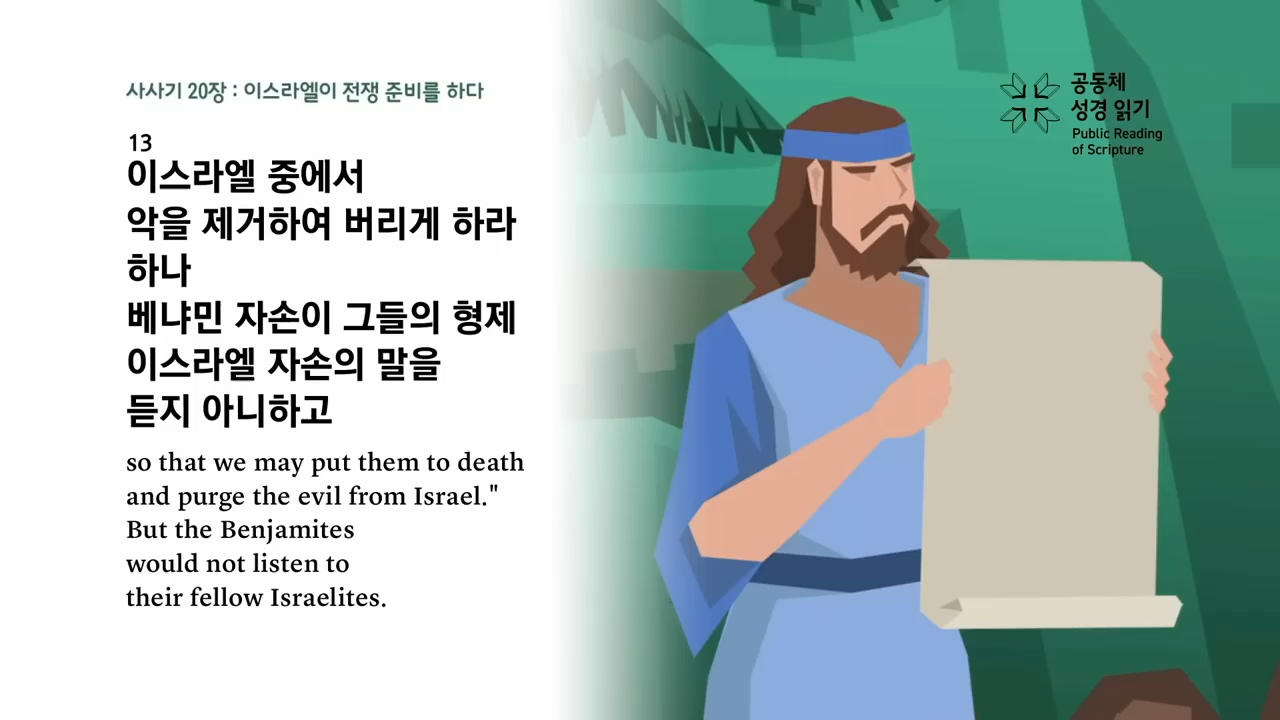 사사기 20장 : 이스라엘이 전쟁 준비를 하다
13
이스라엘 중에서
악을 제거하여 버리게 하라
하나
베냐민 자손이 그들의 형제
이스라엘 자손의 말을
듣지 아니하고
so that we may put them to death
and purge the evil from Israel."
But the Benjamites
would not listen to
their fellow Israelites.
공동체
성경 읽기
Public Reading
of Scripture